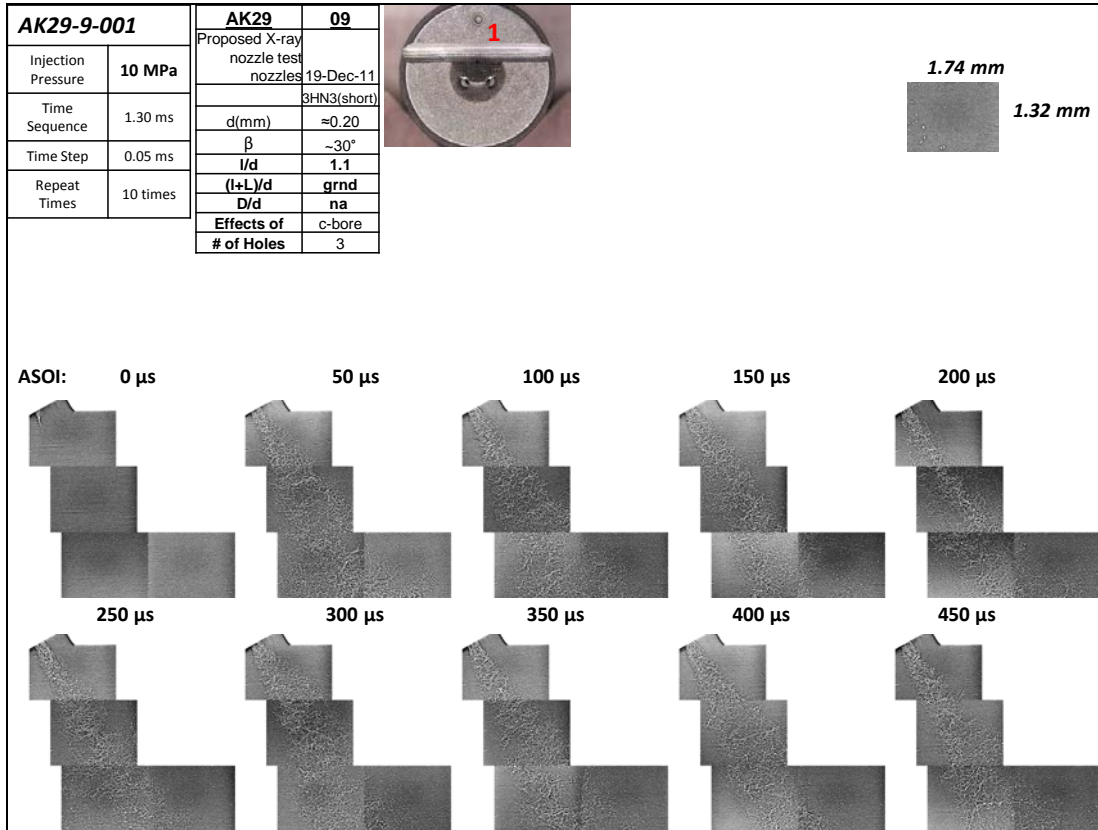 AK29-9-001
Injection
Pressure
10 MPa
Time
Sequence
1.30 ms
Time Step
0.05 ms
Repeat
Times
10 times
AK29
09
Proposed X-ray
nozzle test
nozzles
19-Dec-11
3HN3(short)
d(mm)
≈0.20
β
~30°
l/d
1.1
(l+L)/d
grnd
D/d
na
Effects of
c-bore
# of Holes
3
1
1.74 mm
1.32 mm
ASOI: 0 µs 50 µs 100 µs 150 µs 200 µs
250 µs 300 µs 350 µs 400 µs 450 µs